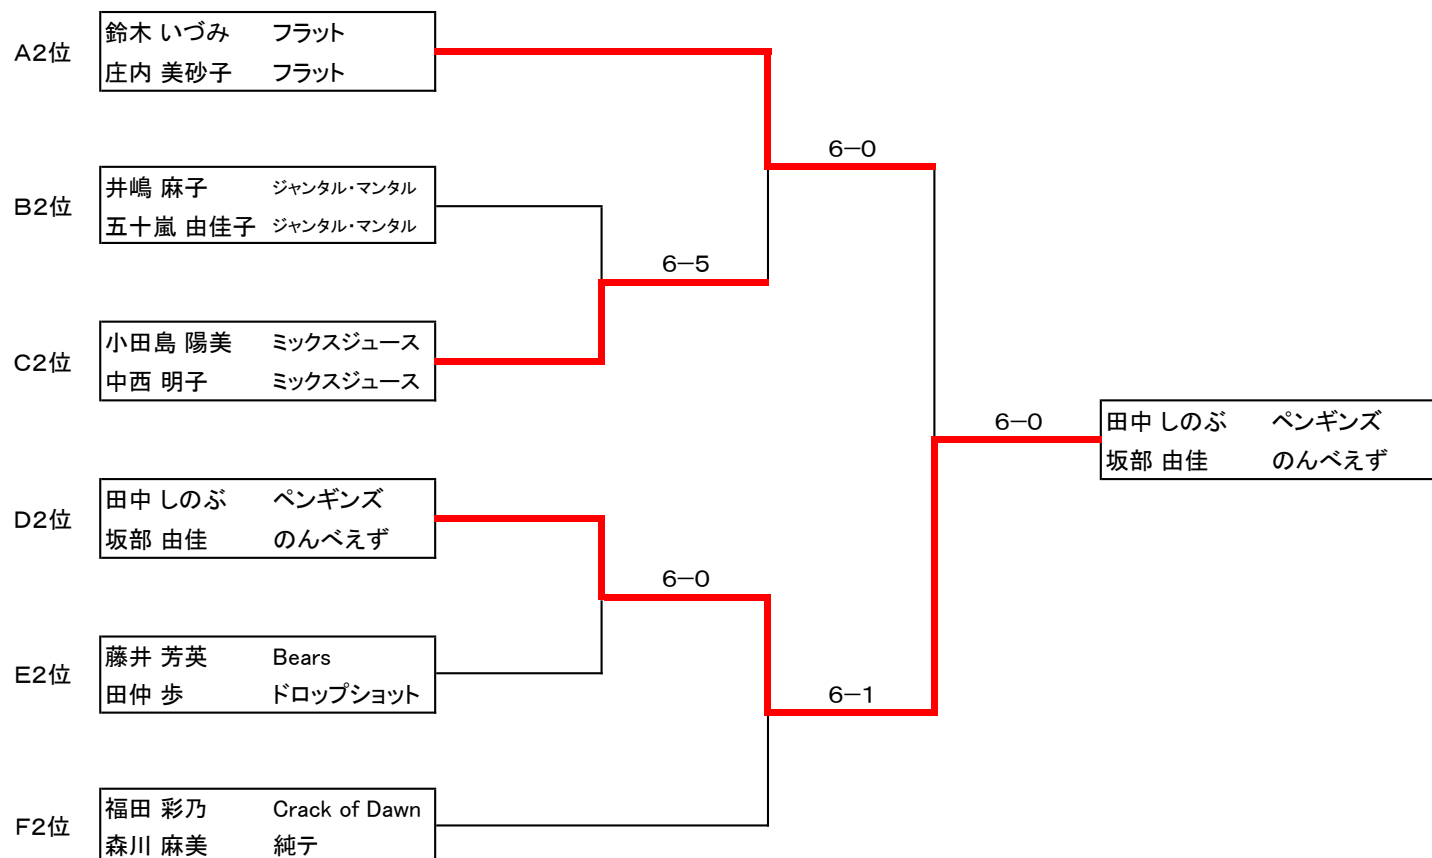 A2位
鈴木 いづみ フラット
庄内 美砂子 フラット
6−0
B2位
井嶋 麻子 ジャンタル・マンタル
五十嵐 由佳子 ジャンタル・マンタル
6−5
C2位
小田島 陽美 ミックスジュース
中西 明子 ミックスジュース
6−0
田中 しのぶ ペンギンズ
坂部 由佳 のんべえず
D2位
田中 しのぶ ペンギンズ
坂部 由佳 のんべえず
6−0
E2位
藤井 芳英 Bears
田仲 歩 ドロップショット
6−1
F2位
福田 彩乃 Crack of Dawn
森川 麻美 純テ